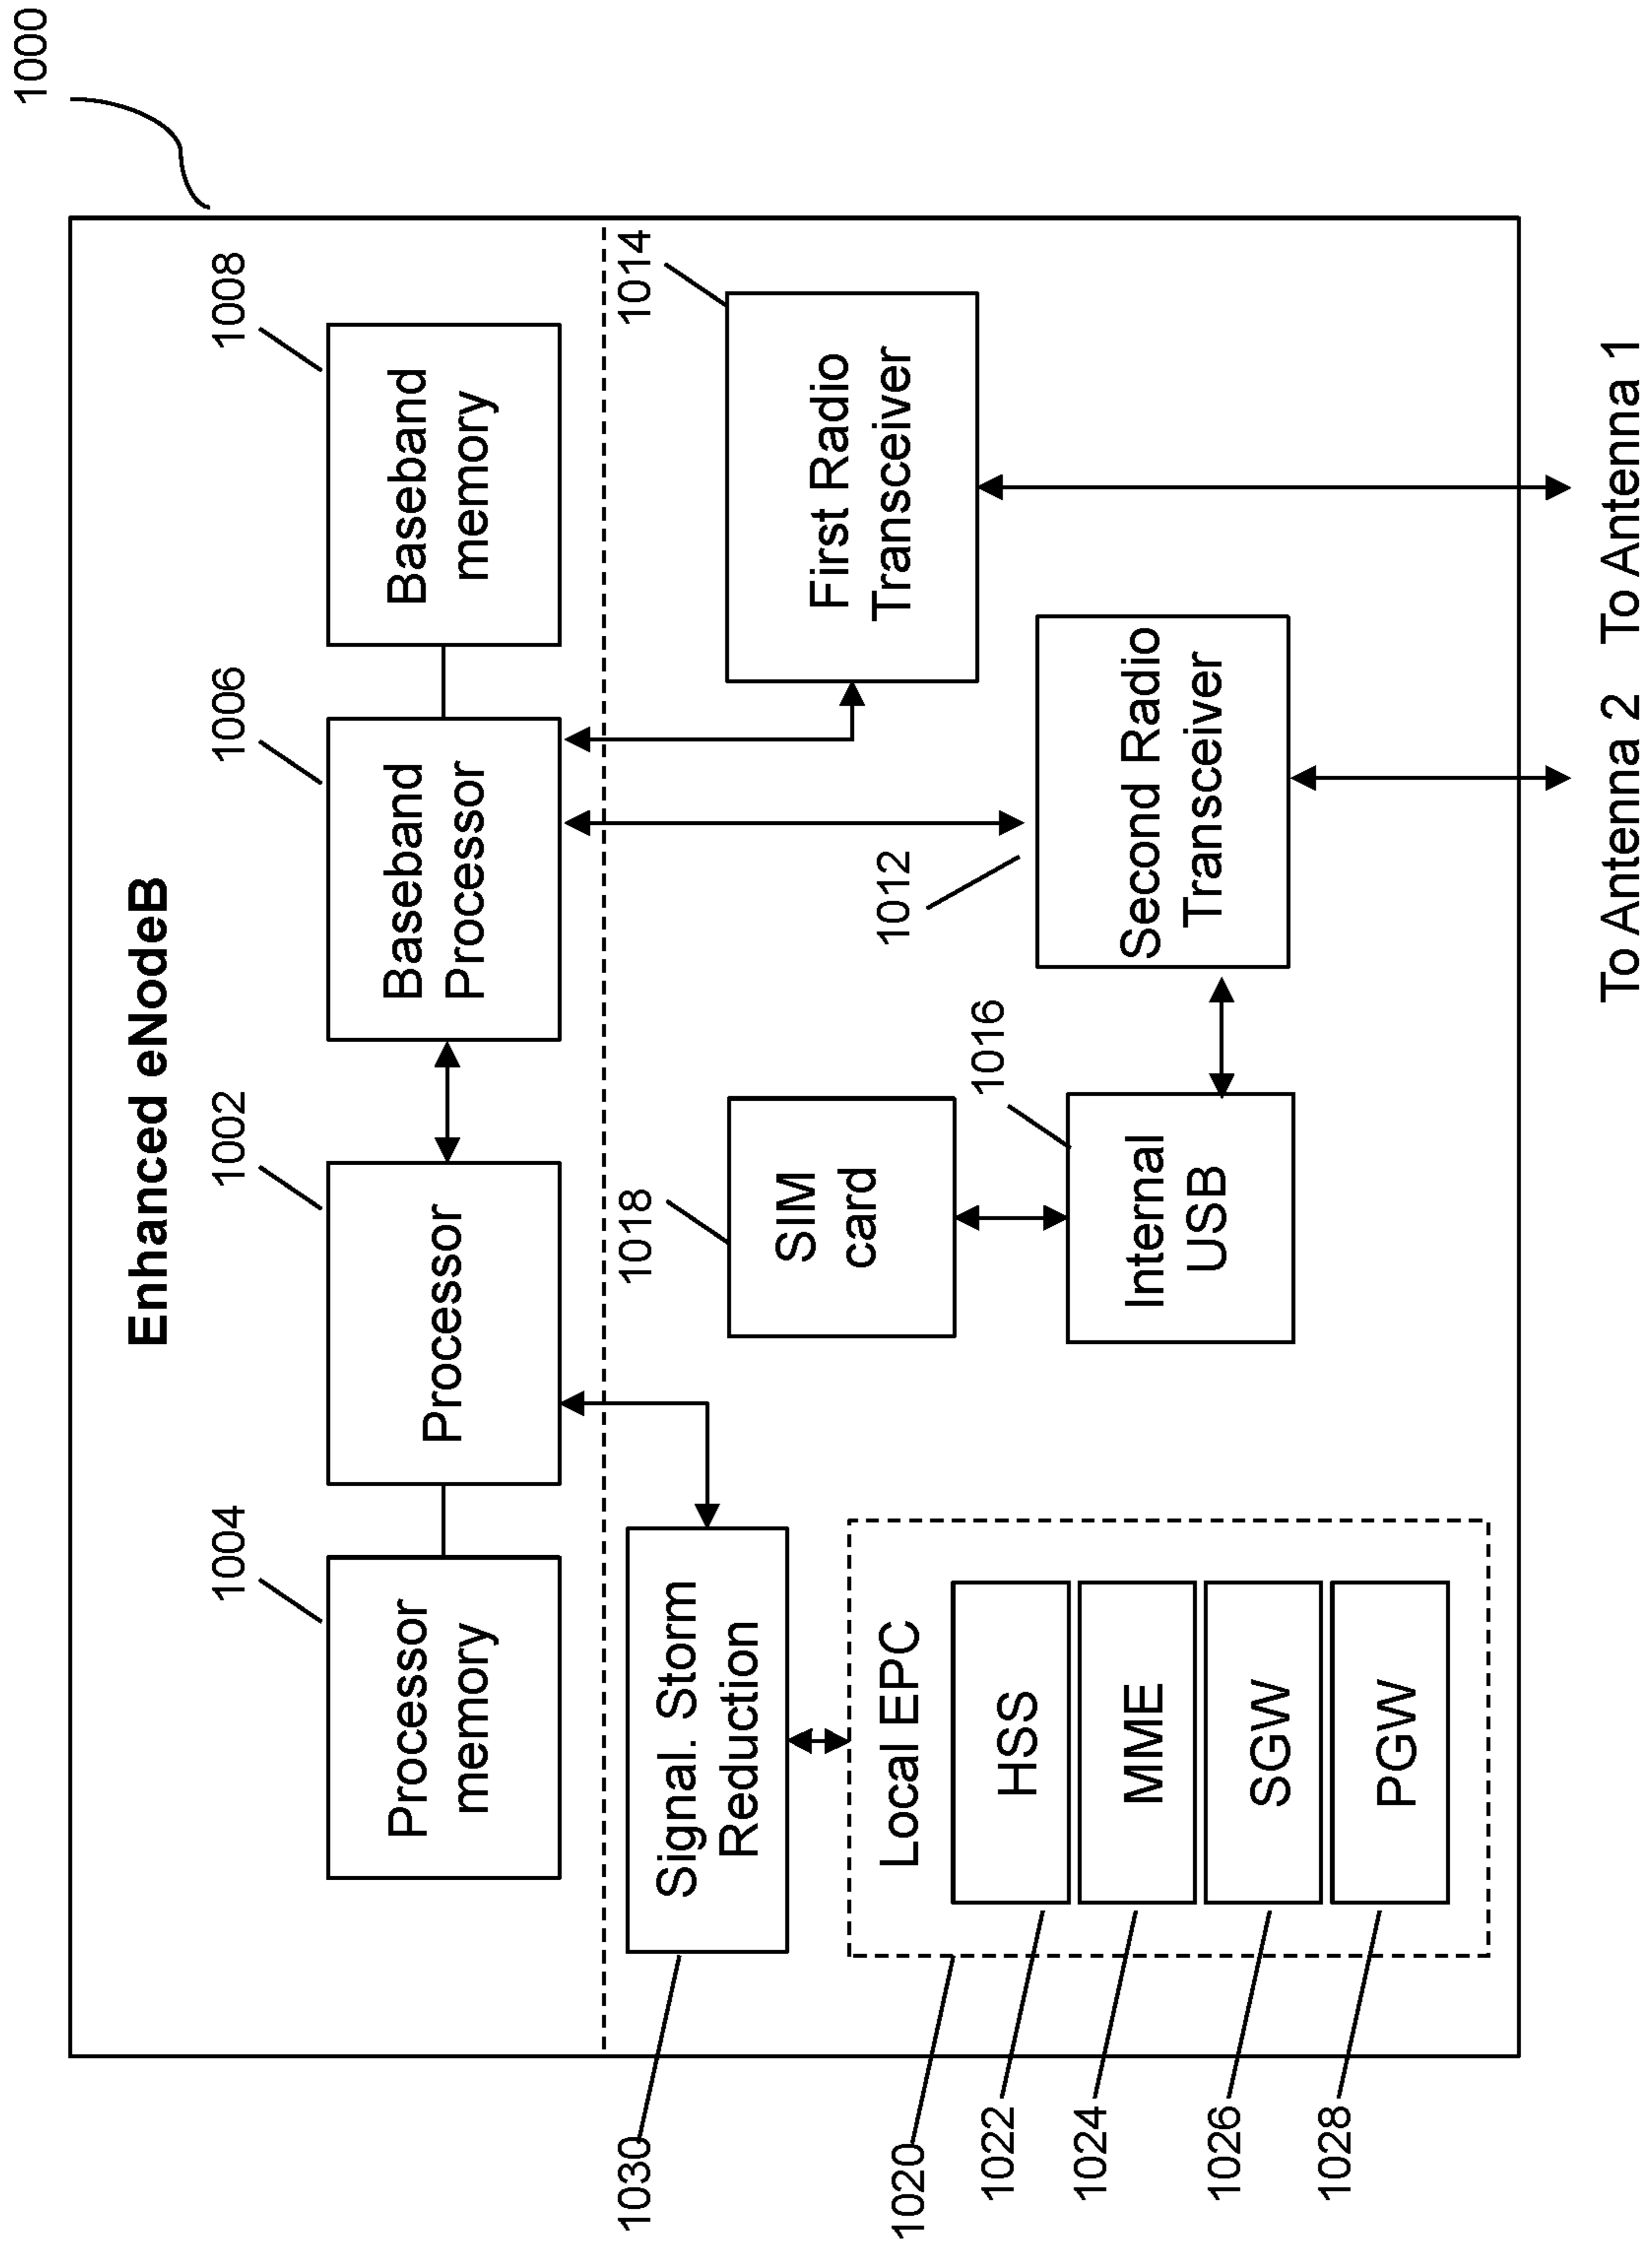 1000
Enhanced eNodeB
1004
1002
1006
1008
Processor
memory
Processor
Baseband
Processor
Baseband
memory
1030
Signal. Storm
Reduction
1018
SIM
card
1014
First Radio
Transceiver
1012
Second Radio
Transceiver
1016
Internal
USB
1020
Local EPC
1022
HSS
1024
MME
1026
SGW
1028
PGW
To Antenna 2
To Antenna 1